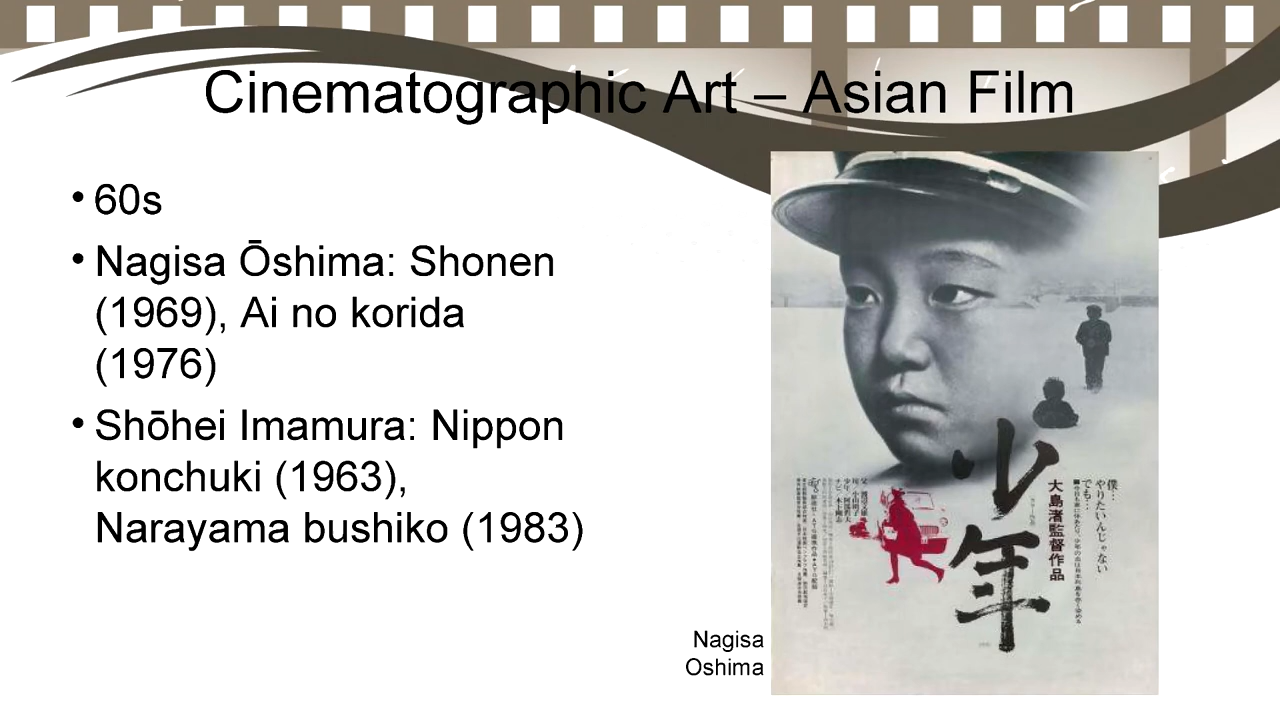 Cinematographic Art – Asian Film
• 60s
• Nagisa Ōshima: Shonen
(1969), Ai no korida
(1976)
• Shōhei Imamura: Nippon
konchuki (1963),
Narayama bushiko (1983)
僕…
やりたいんじゃない
でも…
大島渚監督作品
少年
Nagisa
Oshima